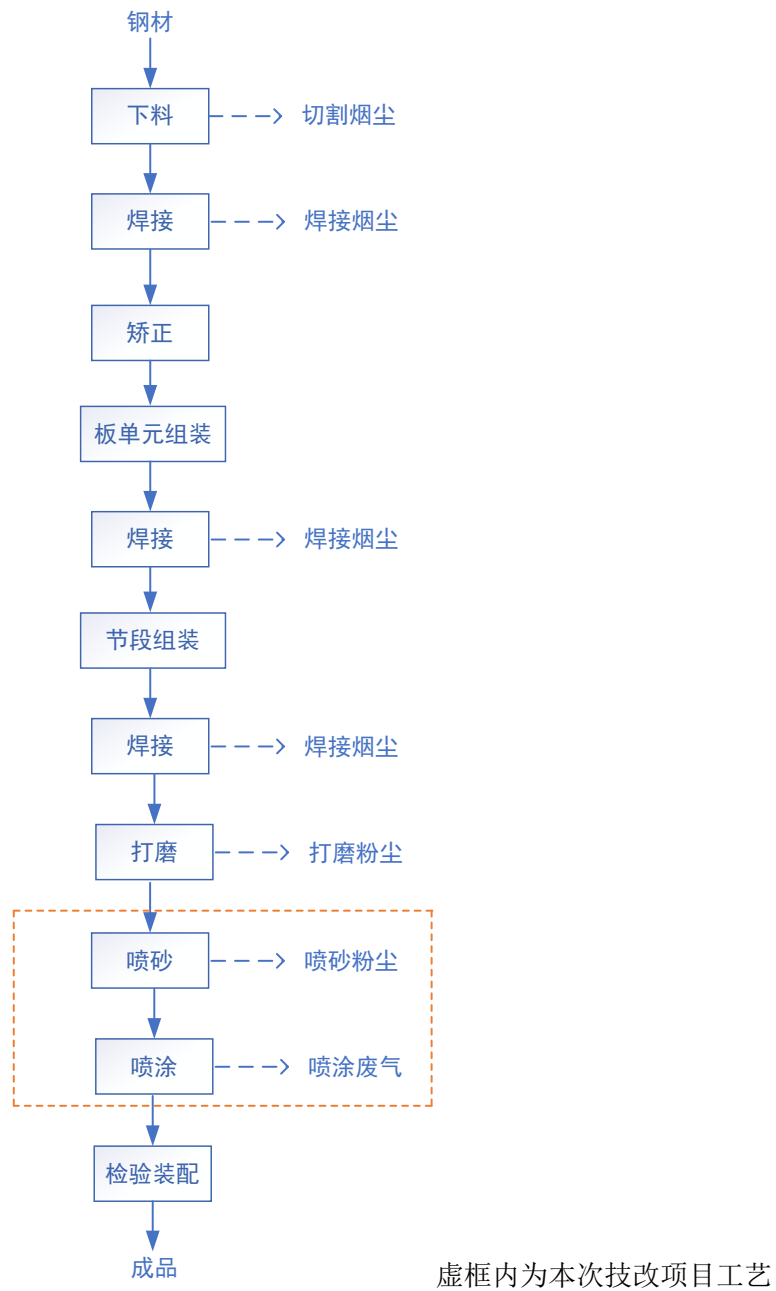 钢材
下料
切割烟尘
焊接
焊接烟尘
矫正
板单元组装
焊接
焊接烟尘
节段组装
焊接
焊接烟尘
打磨
打磨粉尘
喷砂
喷砂粉尘
喷涂
喷涂废气
检验装配
成品
虚框内为本次技改项目工艺